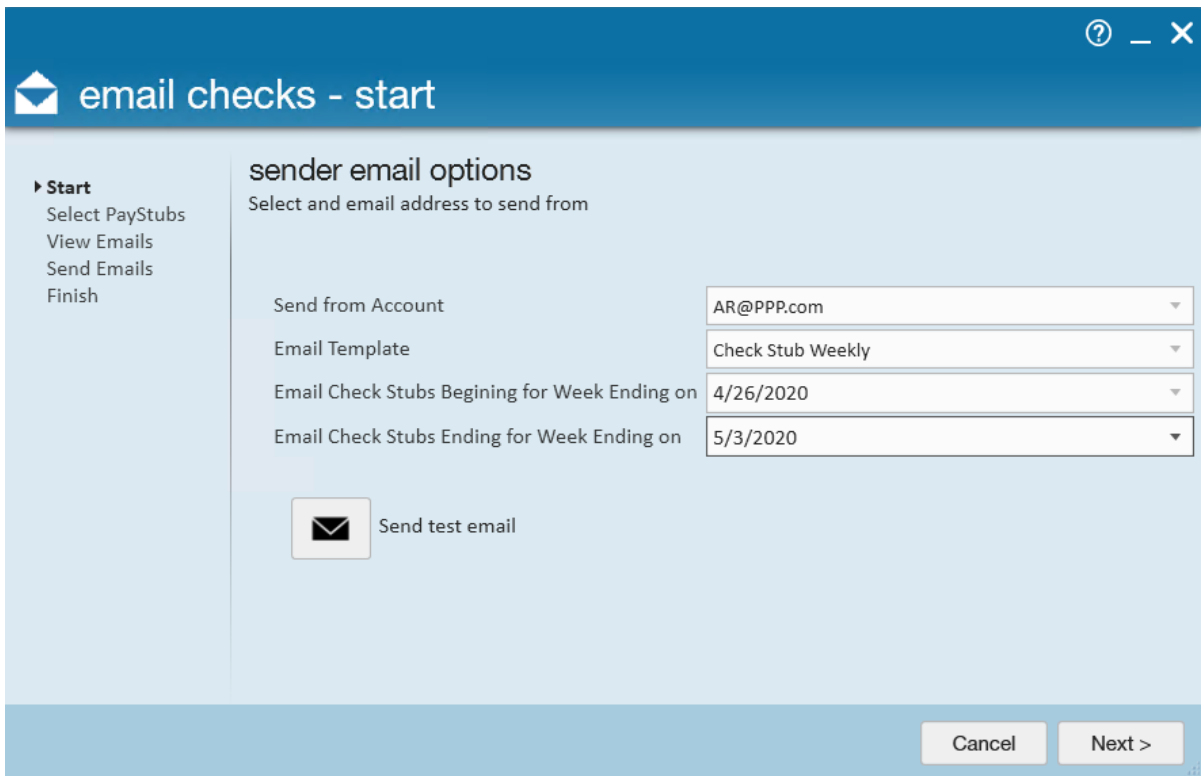 email checks - start
Start
Select PayStubs
View Emails
Send Emails
Finish
sender email options
Select and email address to send from
Send from Account AR@PPP.com
Email Template Check Stub Weekly
Email Check Stubs Begining for Week Ending on 4/26/2020
Email Check Stubs Ending for Week Ending on 5/3/2020
Send test email
Cancel Next >